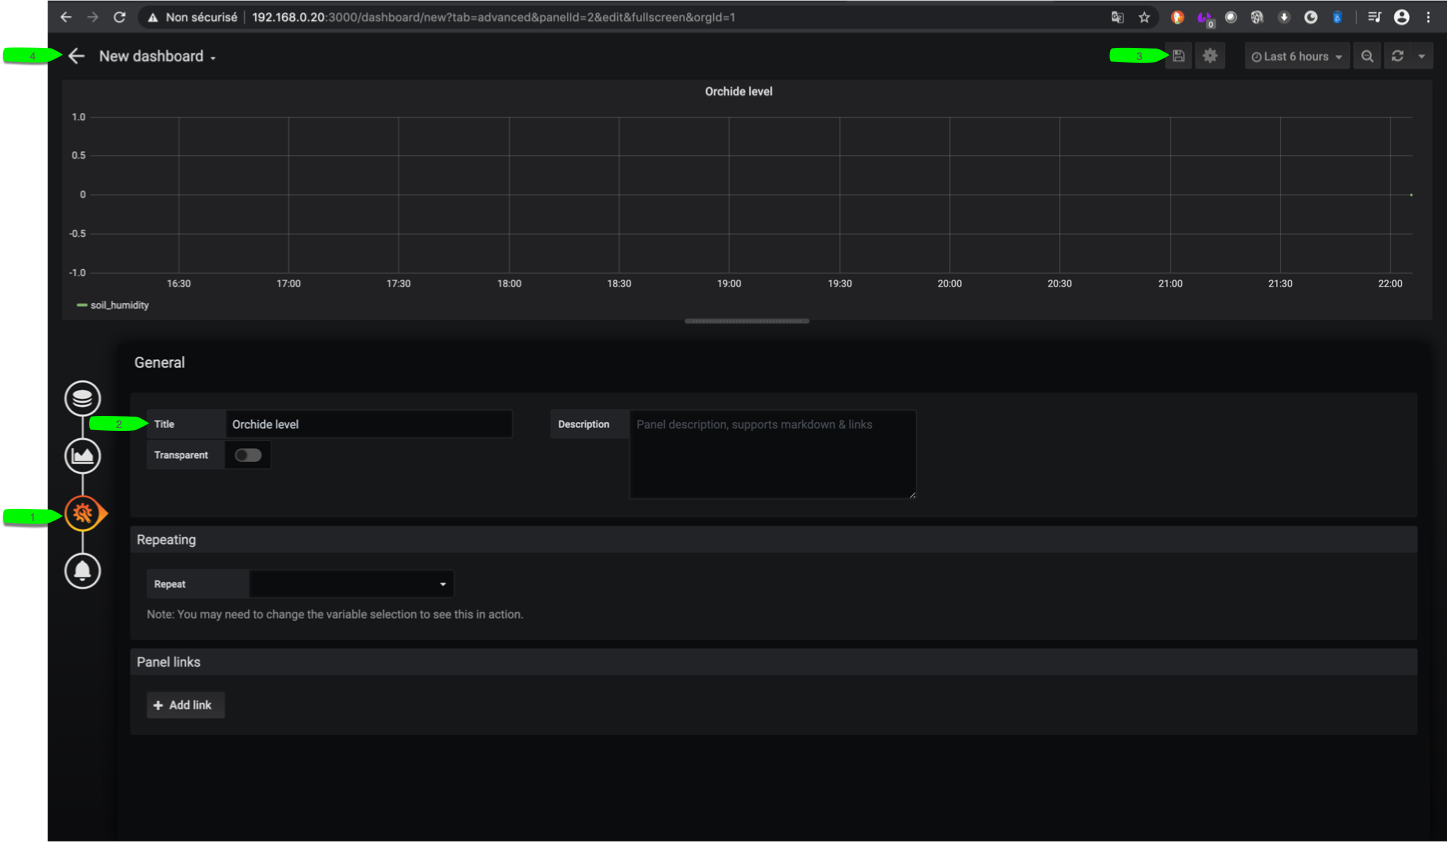 Non sécurisé 192.168.0.20:3000/dashboard/new?tab=advanced&panelId=2&edit&fullscreen&orgId=1
0
4 New dashboard 3 Last 6 hours
Orchide level
1.0
0.5
0
-0.5
-1.0
16:30 17:00 17:30 18:00 18:30 19:00 19:30 20:00 20:30 21:00 21:30 22:00
soil_humidity
General
2 Title Orchide level Description Panel description, supports markdown & links
Transparent
1
Repeating
Repeat
Note: You may need to change the variable selection to see this in action.
Panel links
+ Add link